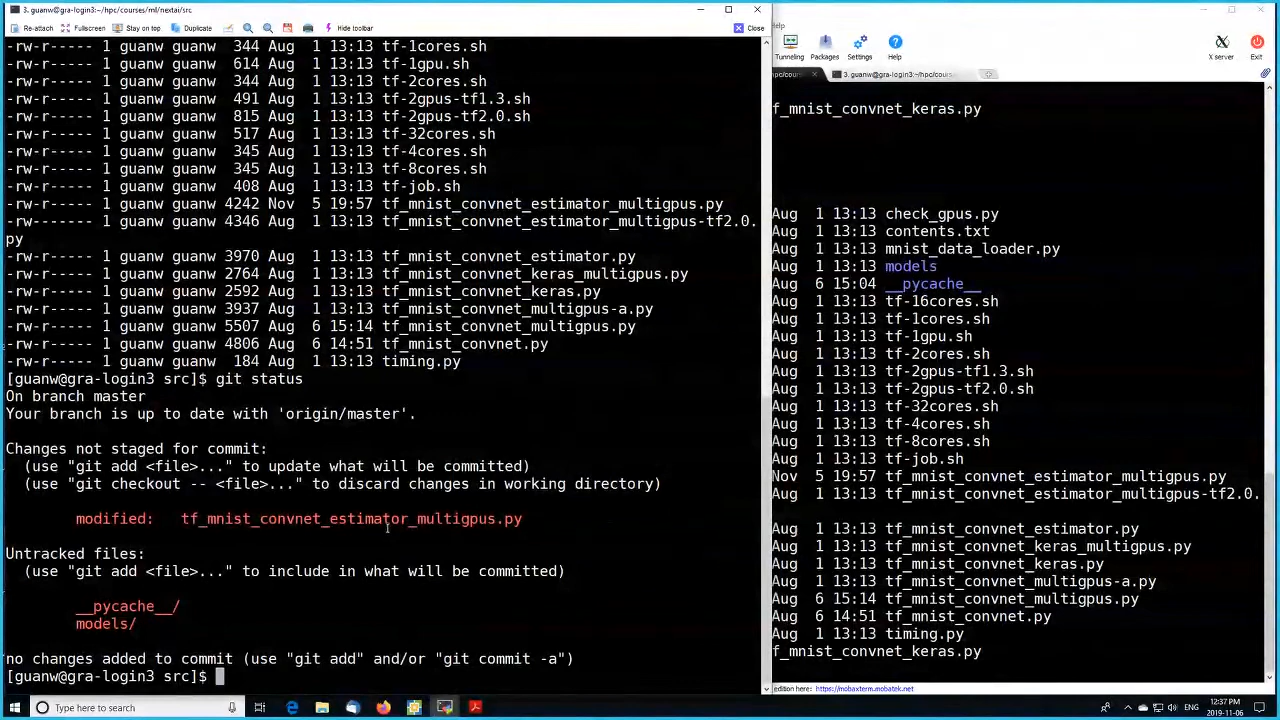 3. guanw@gra-login3:~/hpc/courses/ml/nextai/src
Re-attach Fullscreen Stay on top Duplicate Hide toolbar Close
-rw-r----- 1 guanw guanw 344 Aug 1 13:13 tf-1cores.sh
-rw-r----- 1 guanw guanw 614 Aug 1 13:13 tf-1gpu.sh
-rw-r----- 1 guanw guanw 344 Aug 1 13:13 tf-2cores.sh
-rw-r----- 1 guanw guanw 491 Aug 1 13:13 tf-2gpus-tf1.3.sh
-rw-r----- 1 guanw guanw 815 Aug 1 13:13 tf-2gpus-tf2.0.sh
-rw-r----- 1 guanw guanw 517 Aug 1 13:13 tf-32cores.sh
-rw-r----- 1 guanw guanw 345 Aug 1 13:13 tf-4cores.sh
-rw-r----- 1 guanw guanw 345 Aug 1 13:13 tf-8cores.sh
-rw-r----- 1 guanw guanw 408 Aug 1 13:13 tf-job.sh
-rw-r----- 1 guanw guanw 4242 Nov 5 19:57 tf_mnist_convnet_estimator_multigpus.py
-rw-r----- 1 guanw guanw 4346 Aug 1 13:13 tf_mnist_convnet_estimator_multigpus-tf2.0.
py
-rw-r----- 1 guanw guanw 3970 Aug 1 13:13 tf_mnist_convnet_estimator.py
-rw-r----- 1 guanw guanw 2764 Aug 1 13:13 tf_mnist_convnet_keras_multigpus.py
-rw-r----- 1 guanw guanw 2592 Aug 1 13:13 tf_mnist_convnet_keras.py
-rw-r----- 1 guanw guanw 3937 Aug 1 13:13 tf_mnist_convnet_multigpus-a.py
-rw-r----- 1 guanw guanw 5507 Aug 6 15:14 tf_mnist_convnet_multigpus.py
-rw-r----- 1 guanw guanw 4806 Aug 6 14:51 tf_mnist_convnet.py
-rw-r----- 1 guanw guanw 184 Aug 1 13:13 timing.py
[guanw@gra-login3 src]$ git status
On branch master
Your branch is up to date with 'origin/master'.
Changes not staged for commit:
(use "git add <file>..." to update what will be committed)
(use "git checkout -- <file>..." to discard changes in working directory)
modified: tf_mnist_convnet_estimator_multigpus.py
Untracked files:
(use "git add <file>..." to include in what will be committed)
__pycache__/
models/
no changes added to commit (use "git add" and/or "git commit -a")
[guanw@gra-login3 src]$
Help
Tunneling Packages Settings Help X server Exit
3. guanw@gra-login3:~/hpc/cours
f_mnist_convnet_keras.py
Aug 1 13:13 check_gpus.py
Aug 1 13:13 contents.txt
Aug 1 13:13 mnist_data_loader.py
Aug 1 13:13 models
Aug 6 15:04 __pycache__
Aug 1 13:13 tf-16cores.sh
Aug 1 13:13 tf-1cores.sh
Aug 1 13:13 tf-1gpu.sh
Aug 1 13:13 tf-2cores.sh
Aug 1 13:13 tf-2gpus-tf1.3.sh
Aug 1 13:13 tf-2gpus-tf2.0.sh
Aug 1 13:13 tf-32cores.sh
Aug 1 13:13 tf-4cores.sh
Aug 1 13:13 tf-8cores.sh
Aug 1 13:13 tf-job.sh
Nov 5 19:57 tf_mnist_convnet_estimator_multigpus.py
Aug 1 13:13 tf_mnist_convnet_estimator_multigpus-tf2.0.
Aug 1 13:13 tf_mnist_convnet_estimator.py
Aug 1 13:13 tf_mnist_convnet_keras_multigpus.py
Aug 1 13:13 tf_mnist_convnet_keras.py
Aug 1 13:13 tf_mnist_convnet_multigpus-a.py
Aug 6 15:14 tf_mnist_convnet_multigpus.py
Aug 6 14:51 tf_mnist_convnet.py
Aug 1 13:13 timing.py
f_mnist_convnet_keras.py
edition here: https://mobaxterm.mobatek.net
Type here to search
ENG
12:37 PM
2019-11-06